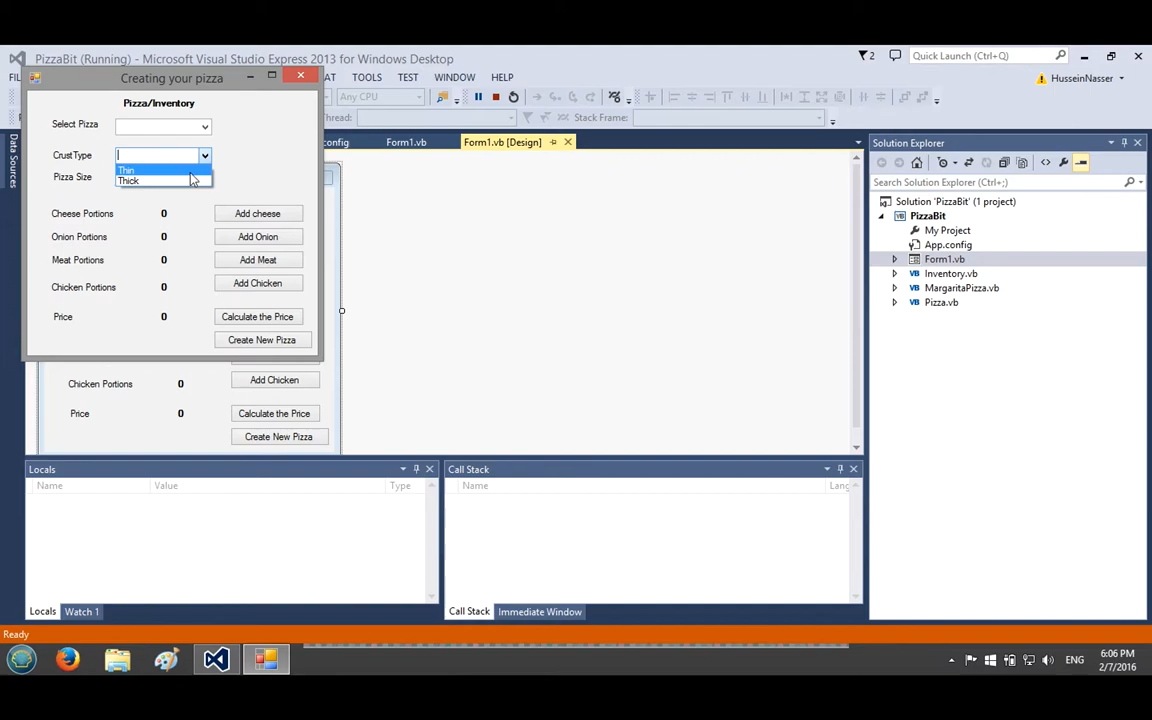 PizzaBit (Running) - Microsoft Visual Studio Express 2013 for Windows Desktop
2
Quick Launch (Ctrl+Q)
TOOLS TEST WINDOW HELP
HusseinNasser
Any CPU
Thread:
Stack Frame:
Creating your pizza
Pizza/Inventory
Select Pizza
CrustType
Thin
Thick
Pizza Size
Cheese Portions 0 Add cheese
Onion Portions 0 Add Onion
Meat Portions 0 Add Meat
Chicken Portions 0 Add Chicken
Price 0 Calculate the Price
Create New Pizza
Data Sources
Form1.vb
Form1.vb [Design]
Chicken Portions 0 Add Chicken
Price 0 Calculate the Price
Create New Pizza
Solution Explorer
Search Solution Explorer (Ctrl+;)
Solution 'PizzaBit' (1 project)
PizzaBit
My Project
App.config
Form1.vb
Inventory.vb
MargaritaPizza.vb
Pizza.vb
Locals
Name Value Type
Locals Watch 1
Call Stack
Name
Call Stack Immediate Window
Ready
ENG
6:06 PM
2/7/2016